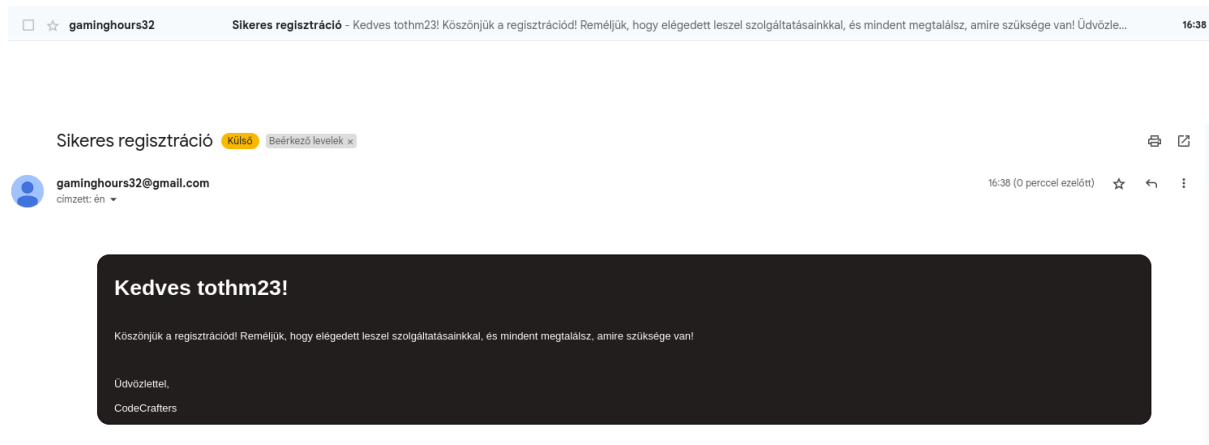 gaminghours32 Sikeres regisztráció - Kedves tothm23! Köszönjük a regisztrációd! Reméljük, hogy elégedett leszel szolgáltatásainkkal, és mindent megtalálsz, amire szüksége van! Üdvözle... 16:38
Sikeres regisztráció Külső Beérkező levelek x
gaminghours32@gmail.com 16:38 (0 perccel ezelőtt)
címzett: én
Kedves tothm23!
Köszönjük a regisztrációd! Reméljük, hogy elégedett leszel szolgáltatásainkkal, és mindent megtalálsz, amire szüksége van!
Üdvözlettel,
CodeCrafters